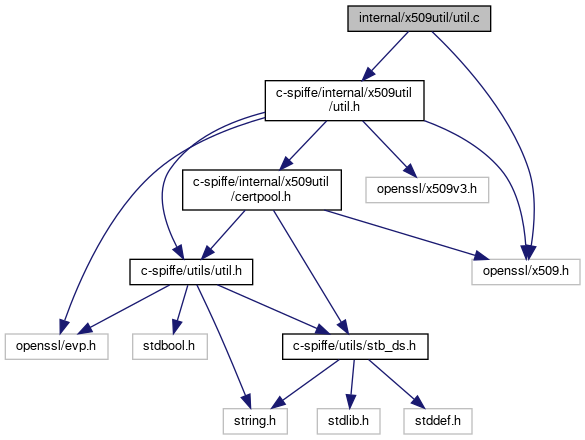 internal/x509util/util.c
c-spiffe/internal/x509util
/util.h
c-spiffe/internal/x509util
/certpool.h
openssl/x509v3.h
c-spiffe/utils/util.h
openssl/x509.h
openssl/evp.h
stdbool.h
c-spiffe/utils/stb_ds.h
string.h
stdlib.h
stddef.h